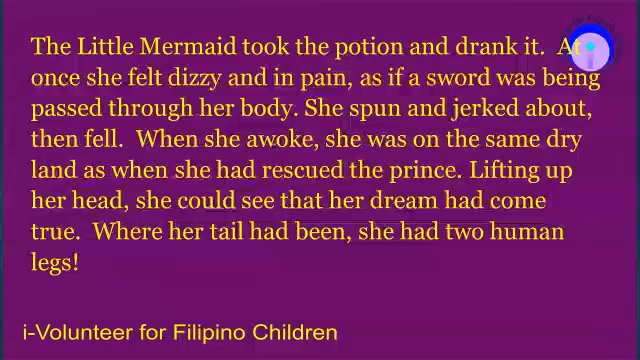 The Little Mermaid took the potion and drank it.  At
once she felt dizzy and in pain, as if a sword was being
passed through her body. She spun and jerked about,
then fell.  When she awoke, she was on the same dry
land as when she had rescued the prince. Lifting up
her head, she could see that her dream had come
true.  Where her tail had been, she had two human
legs!
i-Volunteer for Filipino Children